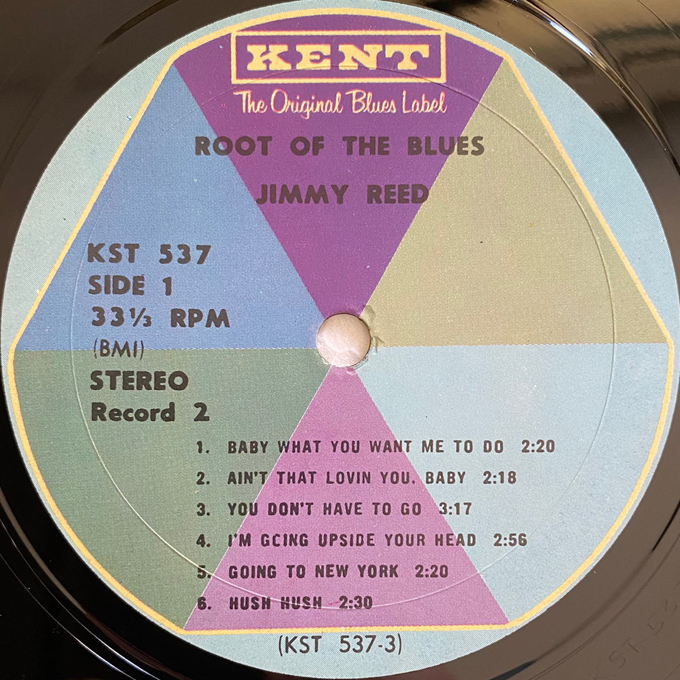 KENT
The Original Blues Label
ROOT OF THE BLUES
JIMMY REED
KST 537
SIDE 1
33⅓ RPM
(BMI)
STEREO
Record 2
1. BABY WHAT YOU WANT ME TO DO 2:20
2. AIN'T THAT LOVIN YOU. BABY 2:18
3. YOU DON'T HAVE TO GO 3:17
4. I'M GCING UPSIDE YOUR HEAD 2:56
5. GOING TO NEW YORK 2:20
6. HUSH HUSH 2:30
(KST 537-3)